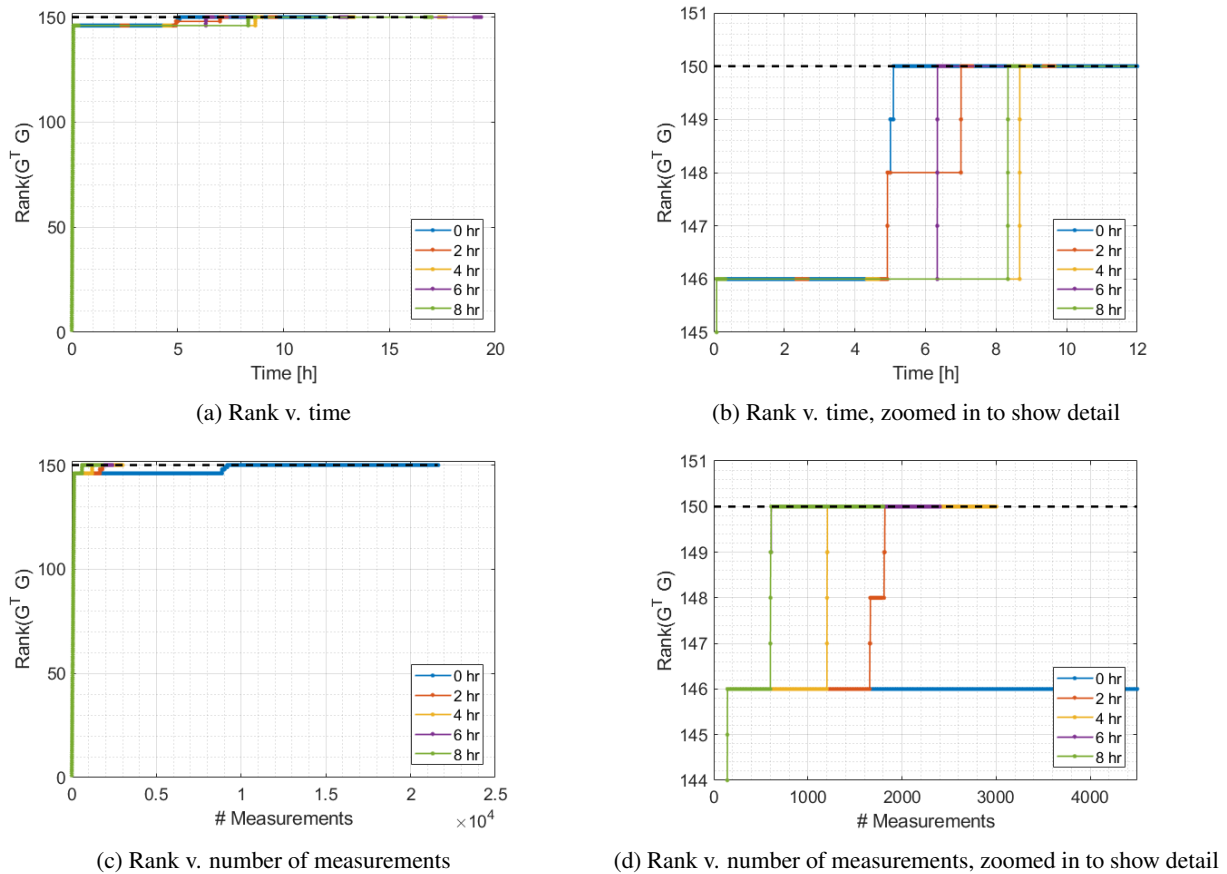 150
100
50
0
Rank(G^T G)
0 hr
2 hr
4 hr
6 hr
8 hr
0 5 10 15 20
Time [h]
(a) Rank v. time
151
150
149
148
147
146
145
Rank(G^T G)
0 hr
2 hr
4 hr
6 hr
8 hr
0 2 4 6 8 10 12
Time [h]
(b) Rank v. time, zoomed in to show detail
150
100
50
0
Rank(G^T G)
0 hr
2 hr
4 hr
6 hr
8 hr
0 0.5 1 1.5 2 2.5
# Measurements
×10^4
(c) Rank v. number of measurements
151
150
149
148
147
146
145
144
Rank(G^T G)
0 hr
2 hr
4 hr
6 hr
8 hr
0 1000 2000 3000 4000
# Measurements
(d) Rank v. number of measurements, zoomed in to show detail